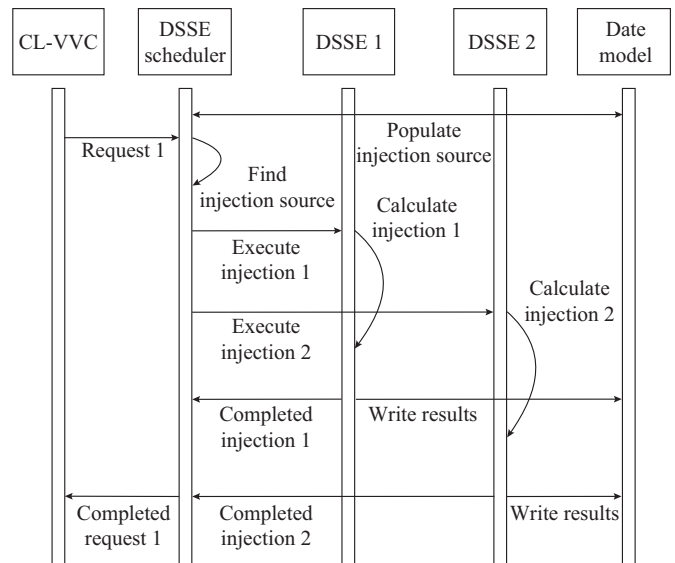 CL-VVC
DSSE
scheduler
DSSE 1
DSSE 2
Date
model
Request 1
Populate
injection source
Find
injection source
Calculate
injection 1
Execute
injection 1
Calculate
injection 2
Execute
injection 2
Completed
injection 1
Write results
Completed
request 1
Completed
injection 2
Write results